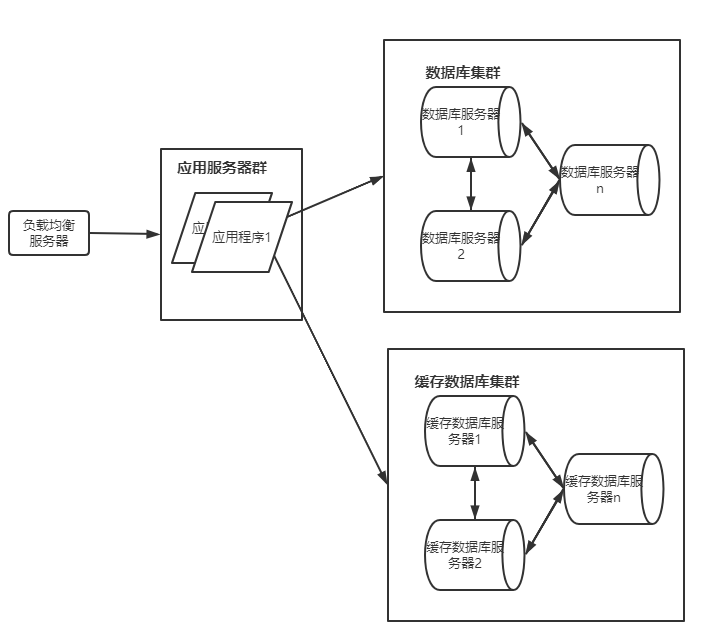 负载均衡
服务器
应用服务器群
应
应用程序1
数据库集群
数据库服务器
1
数据库服务器
2
数据库服务器
n
缓存数据库集群
缓存数据库服
务器1
缓存数据库服
务器2
缓存数据库服
务器n